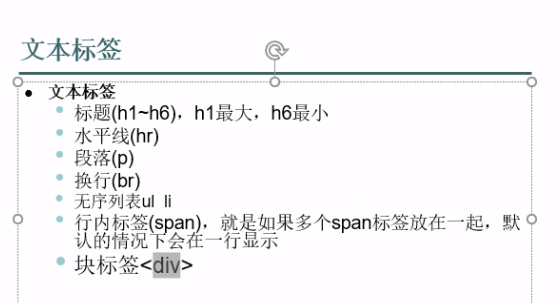 文本标签
文本标签
标题(h1~h6)，h1最大，h6最小
水平线(hr)
段落(p)
换行(br)
无序列表ul li
行内标签(span)，就是如果多个span标签放在一起，默
认的情况下会在一行显示
块标签<div>